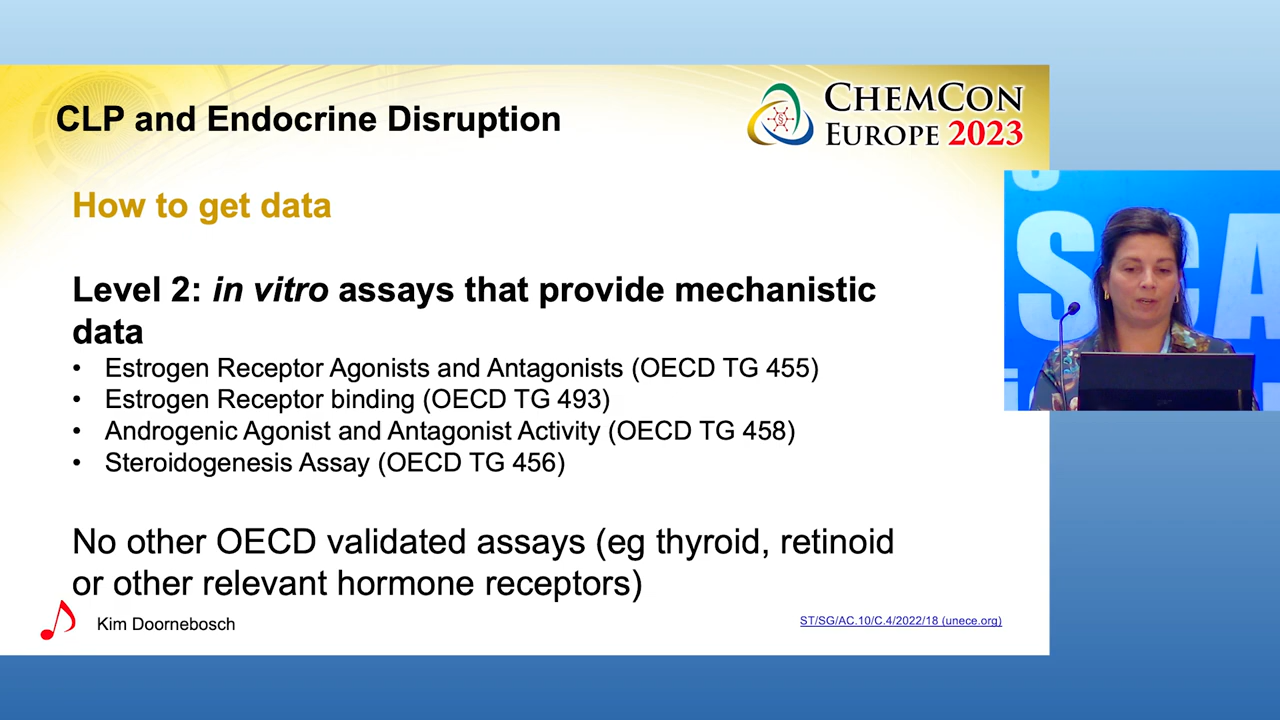 CLP and Endocrine Disruption
CHEMCON
EUROPE 2023
How to get data
Level 2: in vitro assays that provide mechanistic
data
• Estrogen Receptor Agonists and Antagonists (OECD TG 455)
• Estrogen Receptor binding (OECD TG 493)
• Androgenic Agonist and Antagonist Activity (OECD TG 458)
• Steroidogenesis Assay (OECD TG 456)
No other OECD validated assays (eg thyroid, retinoid
or other relevant hormone receptors)
Kim Doornebosch
ST/SG/AC.10/C.4/2022/18 (unece.org)